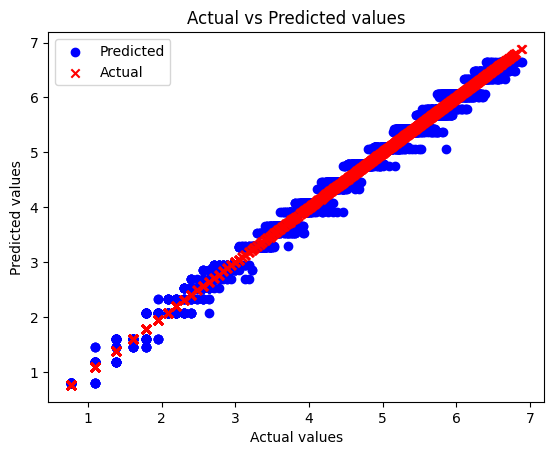 Actual vs Predicted values
Predicted
Actual
Predicted values
7
6
5
4
3
2
1
1 2 3 4 5 6 7
Actual values